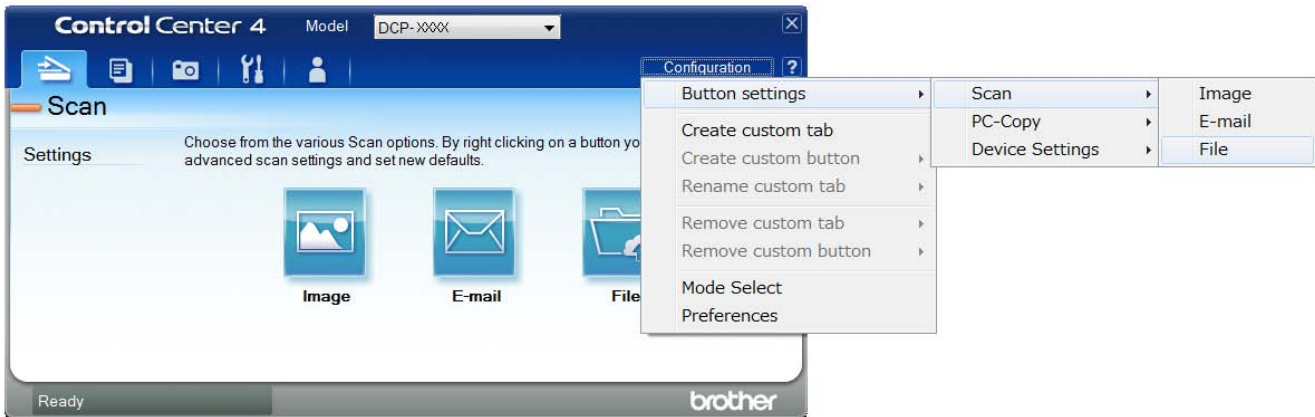 Control Center 4 Model DCP-XXXX
Configuration ?
Scan
Settings
Choose from the various Scan options. By right clicking on a button yo
advanced scan settings and set new defaults.
Image
E-mail
File
Button settings
Create custom tab
Create custom button
Rename custom tab
Remove custom tab
Remove custom button
Mode Select
Preferences
Scan
PC-Copy
Device Settings
Image
E-mail
File
Ready
brother